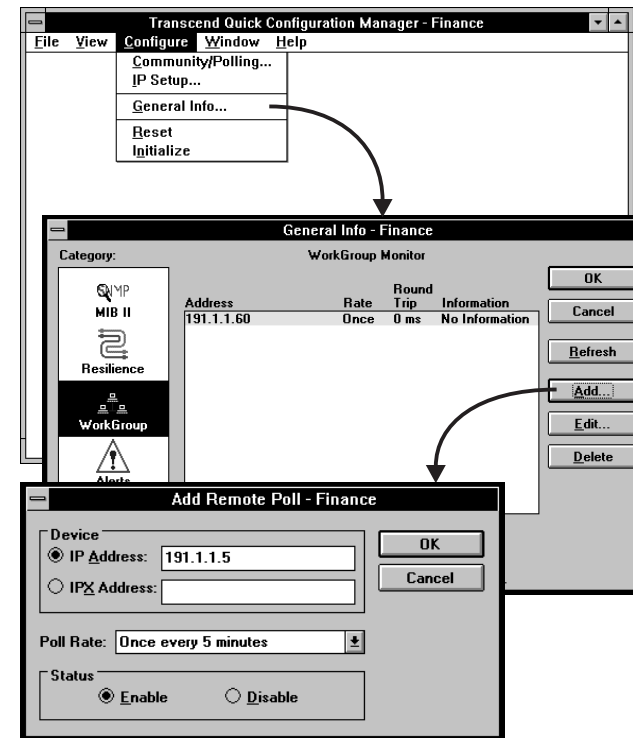 Transcend Quick Configuration Manager - Finance
File View Configure Window Help
Community/Polling...
IP Setup...
General Info...
Reset
Initialize
General Info - Finance
Category:
WorkGroup Monitor
SNMP
MIB II
Resilience
WorkGroup
Alerts
Address Rate Round Trip Information
191.1.1.60 Once 0 ms No Information
OK
Cancel
Refresh
Add...
Edit...
Delete
Add Remote Poll - Finance
Device
IP Address: 191.1.1.5
IPX Address:
OK
Cancel
Poll Rate: Once every 5 minutes
Status
Enable Disable